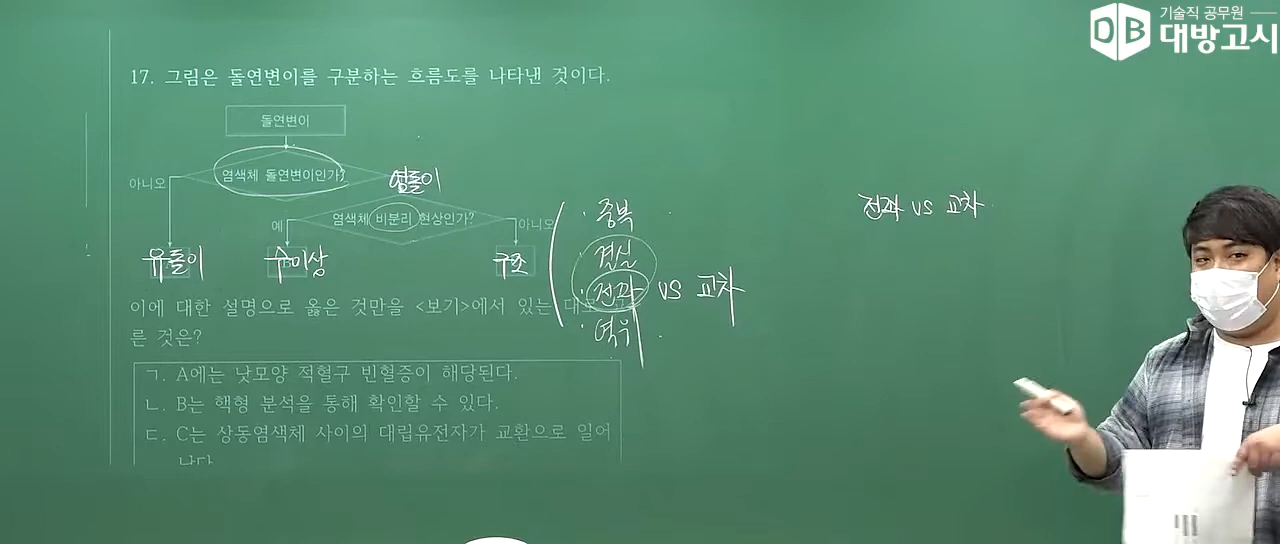 기술직 공무원
DB 대방고시
17. 그림은 돌연변이를 구분하는 흐름도를 나타낸 것이다.
돌연변이
염색체 돌연변이인가?
아니오
염돌이
염색체 비분리 현상인가?
예
아니오
유돌이
수이상
구조
· 중복
· 결실
· 전좌 VS 교차
· 역위
전좌 VS 교차
이에 대한 설명으로 옳은 것만을 <보기>에서 있는 대로
른 것은?
ㄱ. A에는 낫모양 적혈구 빈혈증이 해당된다.
ㄴ. B는 핵형 분석을 통해 확인할 수 있다.
ㄷ. C는 상동염색체 사이의 대립유전자가 교환으로 일어
난다.